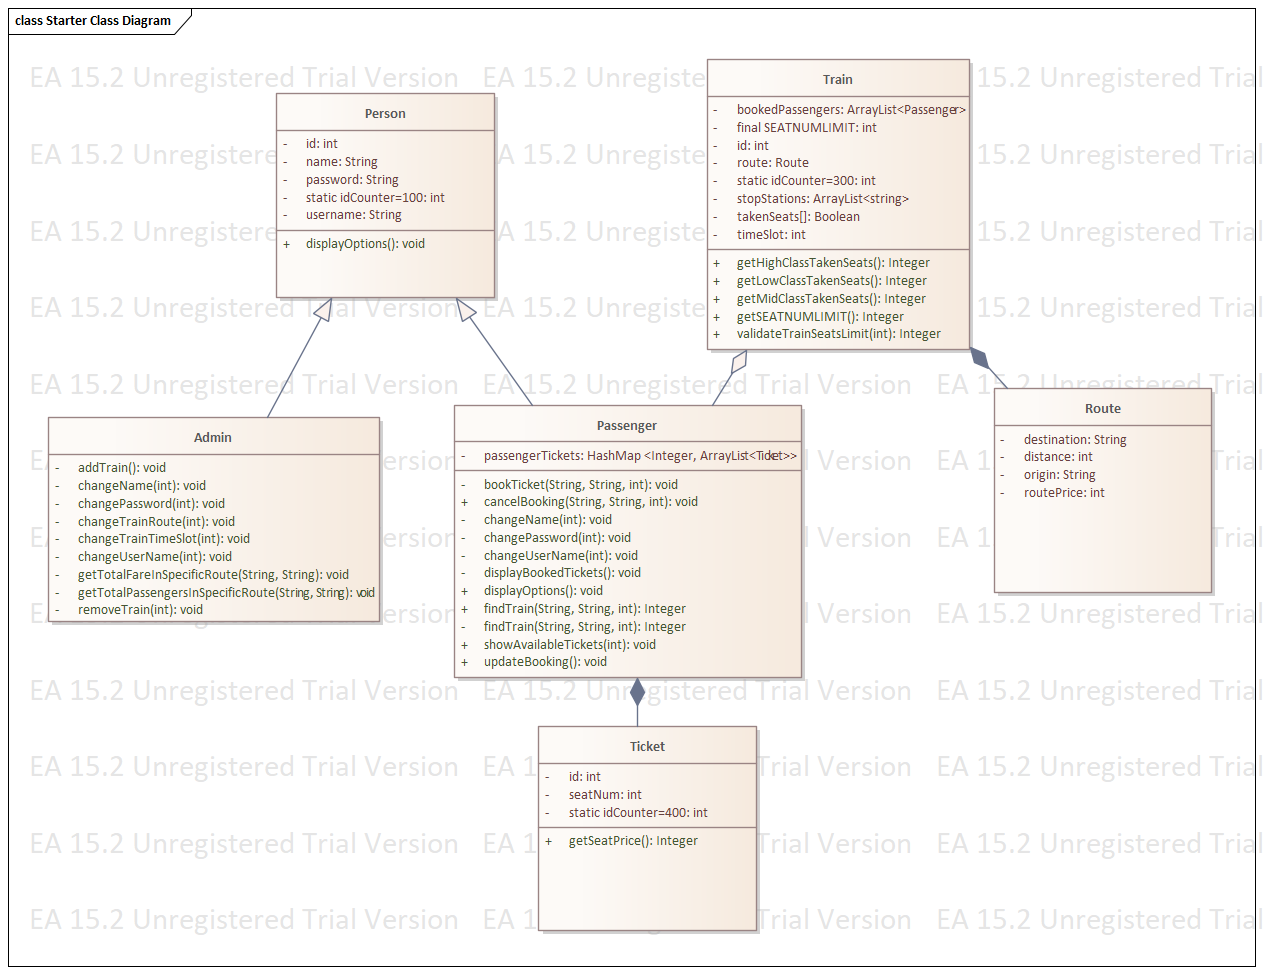 class Starter Class Diagram
EA 15.2 Unregistered Trial Version
Person
- id: int
- name: String
- password: String
- static idCounter=100: int
- username: String
+ displayOptions(): void
Train
- bookedPassengers: ArrayList<Passenger>
- final SEATNUMLIMIT: int
- id: int
- route: Route
- static idCounter=300: int
- stopStations: ArrayList<string>
- takenSeats[]: Boolean
- timeSlot: int
+ getHighClassTakenSeats(): Integer
+ getLowClassTakenSeats(): Integer
+ getMidClassTakenSeats(): Integer
+ getSEATNUMLIMIT(): Integer
+ validateTrainSeatsLimit(int): Integer
Admin
- addTrain(): void
- changeName(int): void
- changePassword(int): void
- changeTrainRoute(int): void
- changeTrainTimeSlot(int): void
- changeUserName(int): void
- getTotalFareInSpecificRoute(String, String): void
- getTotalPassengersInSpecificRoute(String, String): void
- removeTrain(int): void
Passenger
- passengerTickets: HashMap <Integer, ArrayList<Ticket>>
- bookTicket(String, String, int): void
+ cancelBooking(String, String, int): void
- changeName(int): void
- changePassword(int): void
- changeUserName(int): void
- displayBookedTickets(): void
+ displayOptions(): void
+ findTrain(String, String, int): Integer
- findTrain(String, String, int): Integer
+ showAvailableTickets(int): void
+ updateBooking(): void
Route
- destination: String
- distance: int
- origin: String
- routePrice: int
Ticket
- id: int
- seatNum: int
- static idCounter=400: int
+ getSeatPrice(): Integer